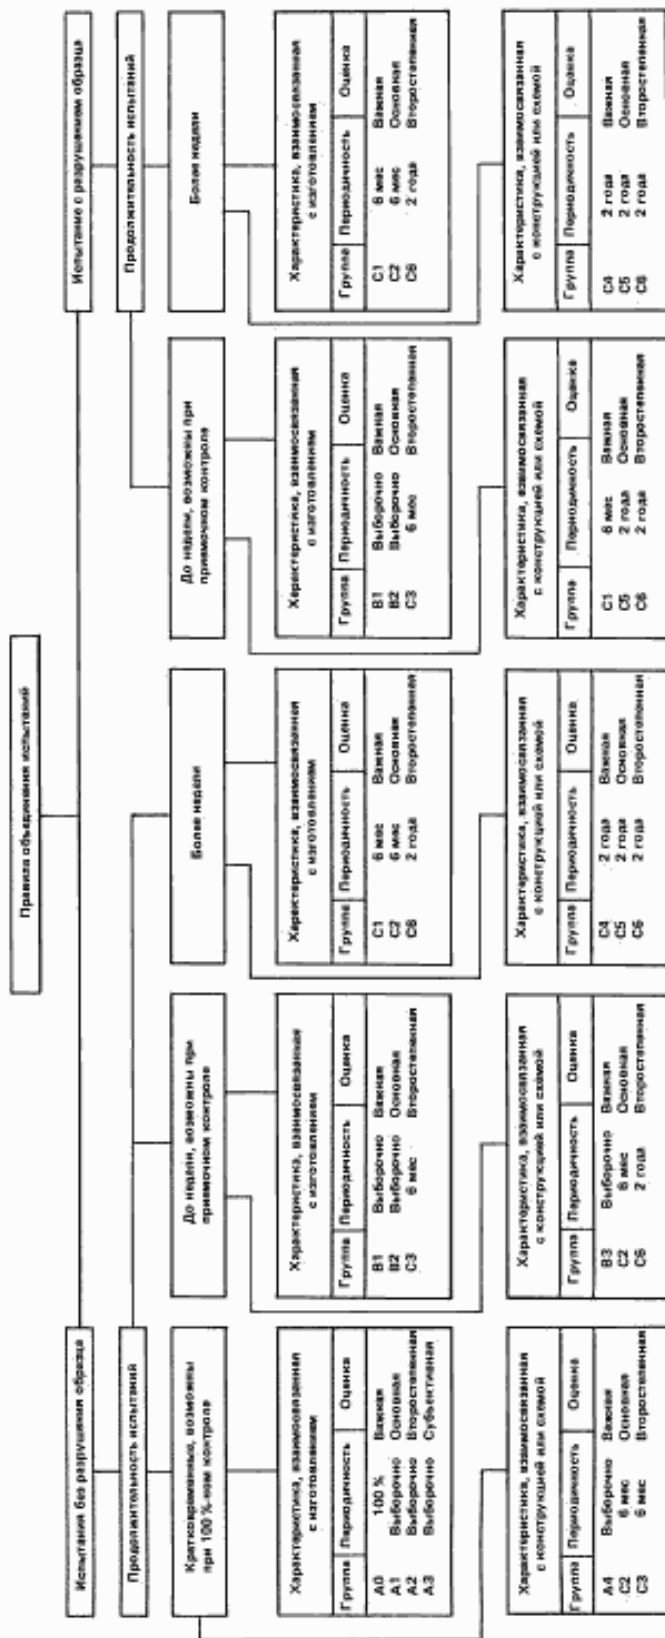 Правила объединения испытаний
Испытания без разрушения образца
Испытание с разрушением образца
Продолжительность испытаний
Продолжительность испытаний
Кратковременные, возможны
при 100 %-ном контроле
До недели, возможны при
приемочном контроле
Более недели
До недели, возможны при
приемочном контроле
Более недели
Характеристика, взаимосвязанная
с изготовлением
Группа Периодичность Оценка
A0 100 % Важная
A1 Выборочно Основная
A2 Выборочно Второстепенная
A3 Выборочно Субъективная
Характеристика, взаимосвязанная
с изготовлением
Группа Периодичность Оценка
B1 Выборочно Важная
B2 Выборочно Основная
C3 6 мес Второстепенная
Характеристика, взаимосвязанная
с изготовлением
Группа Периодичность Оценка
C1 6 мес Важная
C2 6 мес Основная
C6 2 года Второстепенная
Характеристика, взаимосвязанная
с изготовлением
Группа Периодичность Оценка
B1 Выборочно Важная
B2 Выборочно Основная
C3 6 мес Второстепенная
Характеристика, взаимосвязанная
с изготовлением
Группа Периодичность Оценка
C1 6 мес Важная
C2 6 мес Основная
C6 2 года Второстепенная
Характеристика, взаимосвязанная
с конструкцией или схемой
Группа Периодичность Оценка
A4 Выборочно Важная
C2 6 мес Основная
C3 6 мес Второстепенная
Характеристика, взаимосвязанная
с конструкцией или схемой
Группа Периодичность Оценка
B3 Выборочно Важная
C2 6 мес Основная
C6 2 года Второстепенная
Характеристика, взаимосвязанная
с конструкцией или схемой
Группа Периодичность Оценка
C4 2 года Важная
C5 2 года Основная
C6 2 года Второстепенная
Характеристика, взаимосвязанная
с конструкцией или схемой
Группа Периодичность Оценка
C1 6 мес Важная
C5 2 года Основная
C6 2 года Второстепенная
Характеристика, взаимосвязанная
с конструкцией или схемой
Группа Периодичность Оценка
C4 2 года Важная
C5 2 года Основная
C6 2 года Второстепенная